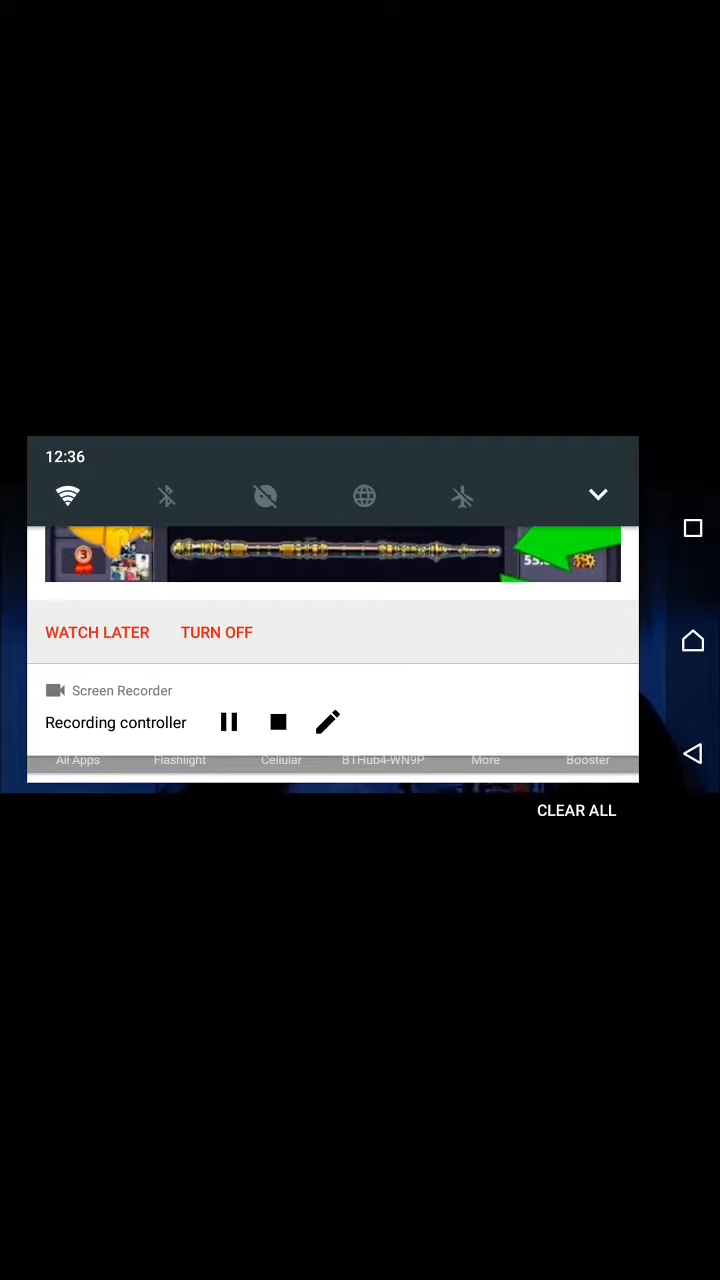 12:36
3
WATCH LATER TURN OFF
Screen Recorder
Recording controller
All Apps Flashlight Cellular BTHub4-WN9P More Booster
CLEAR ALL